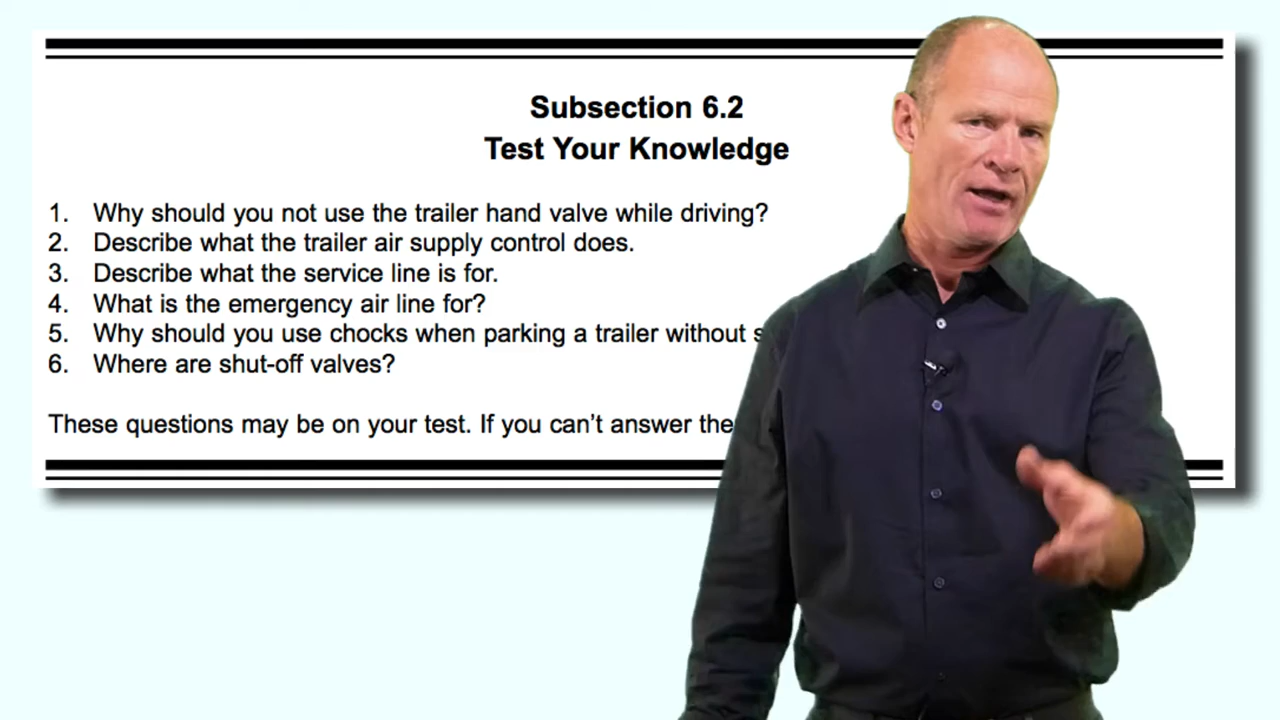 Subsection 6.2
Test Your Knowledge
1. Why should you not use the trailer hand valve while driving?
2. Describe what the trailer air supply control does.
3. Describe what the service line is for.
4. What is the emergency air line for?
5. Why should you use chocks when parking a trailer without
6. Where are shut-off valves?
These questions may be on your test. If you can’t answer the